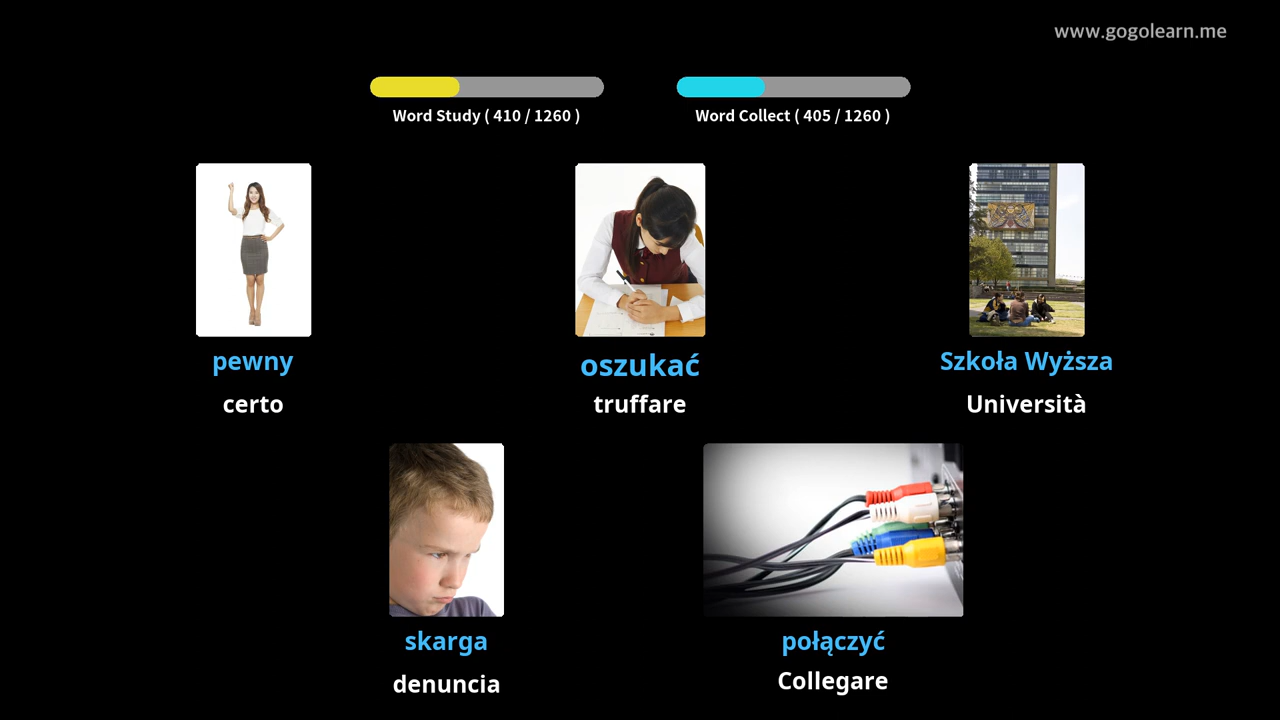 www.gogolearn.me
Word Study ( 410 / 1260 )
Word Collect ( 405 / 1260 )
pewny
certo
oszukać
truffare
Szkoła Wyższa
Università
skarga
denuncia
połączyć
Collegare